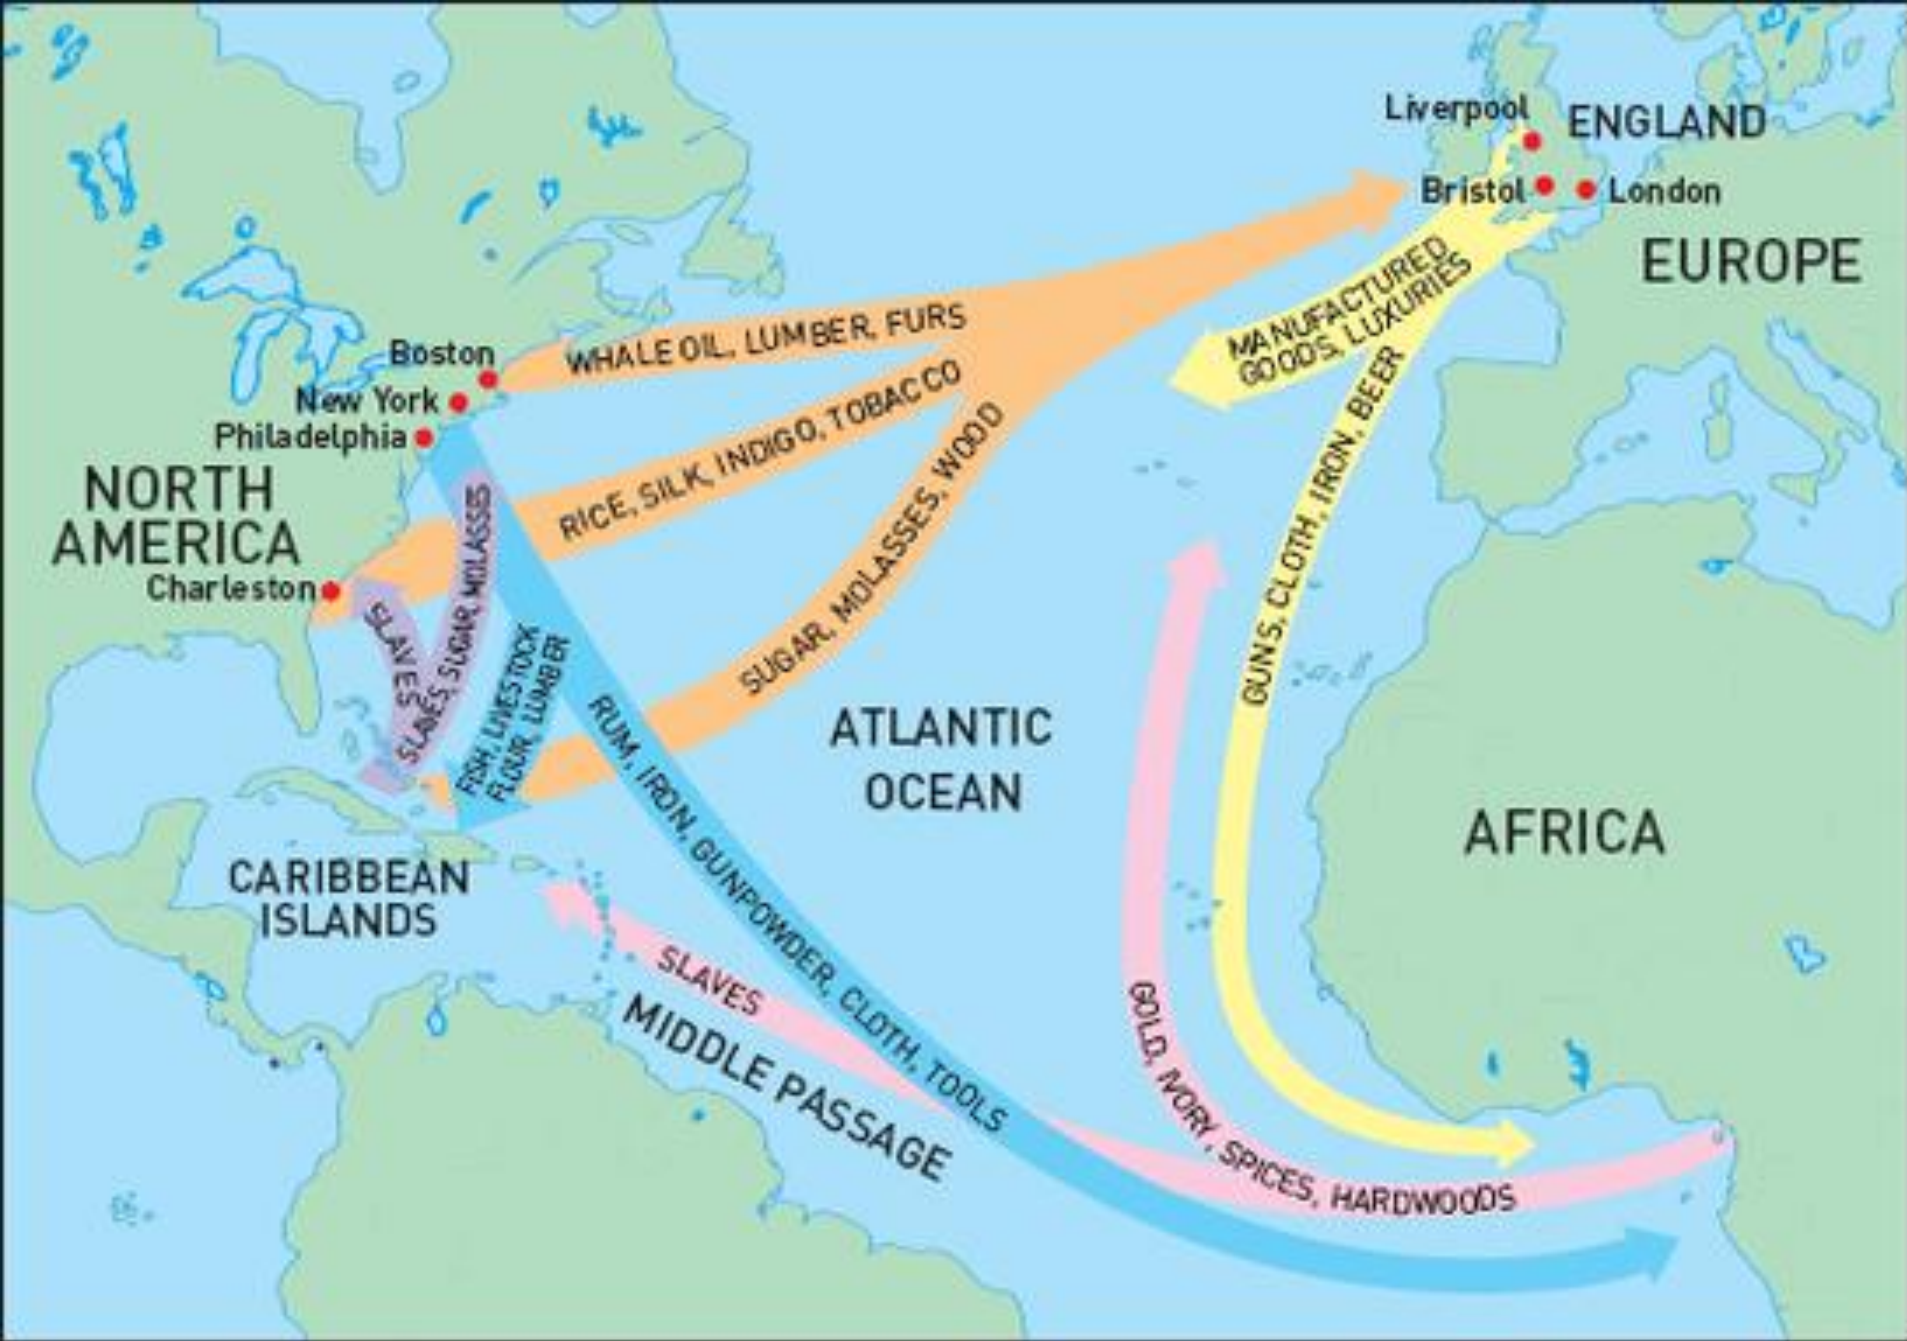 Liverpool
ENGLAND
Bristol
London
EUROPE
MANUFACTURED
GOODS, LUXURIES
WHALE OIL, LUMBER, FURS
Boston
New York
Philadelphia
RICE, SILK, INDIGO, TOBACCO
GUNS, CLOTH, IRON, BEER
NORTH
AMERICA
Charleston
SUGAR, MOLASSES, WOOD
SLAVES
SLAVES, SUGAR, MOLASSES
FISH, LIVESTOCK
FLOUR, LUMBER
RUM, IRON, GUNPOWDER, CLOTH, TOOLS
ATLANTIC
OCEAN
AFRICA
CARIBBEAN
ISLANDS
SLAVES
MIDDLE PASSAGE
GOLD, IVORY, SPICES, HARDWOODS